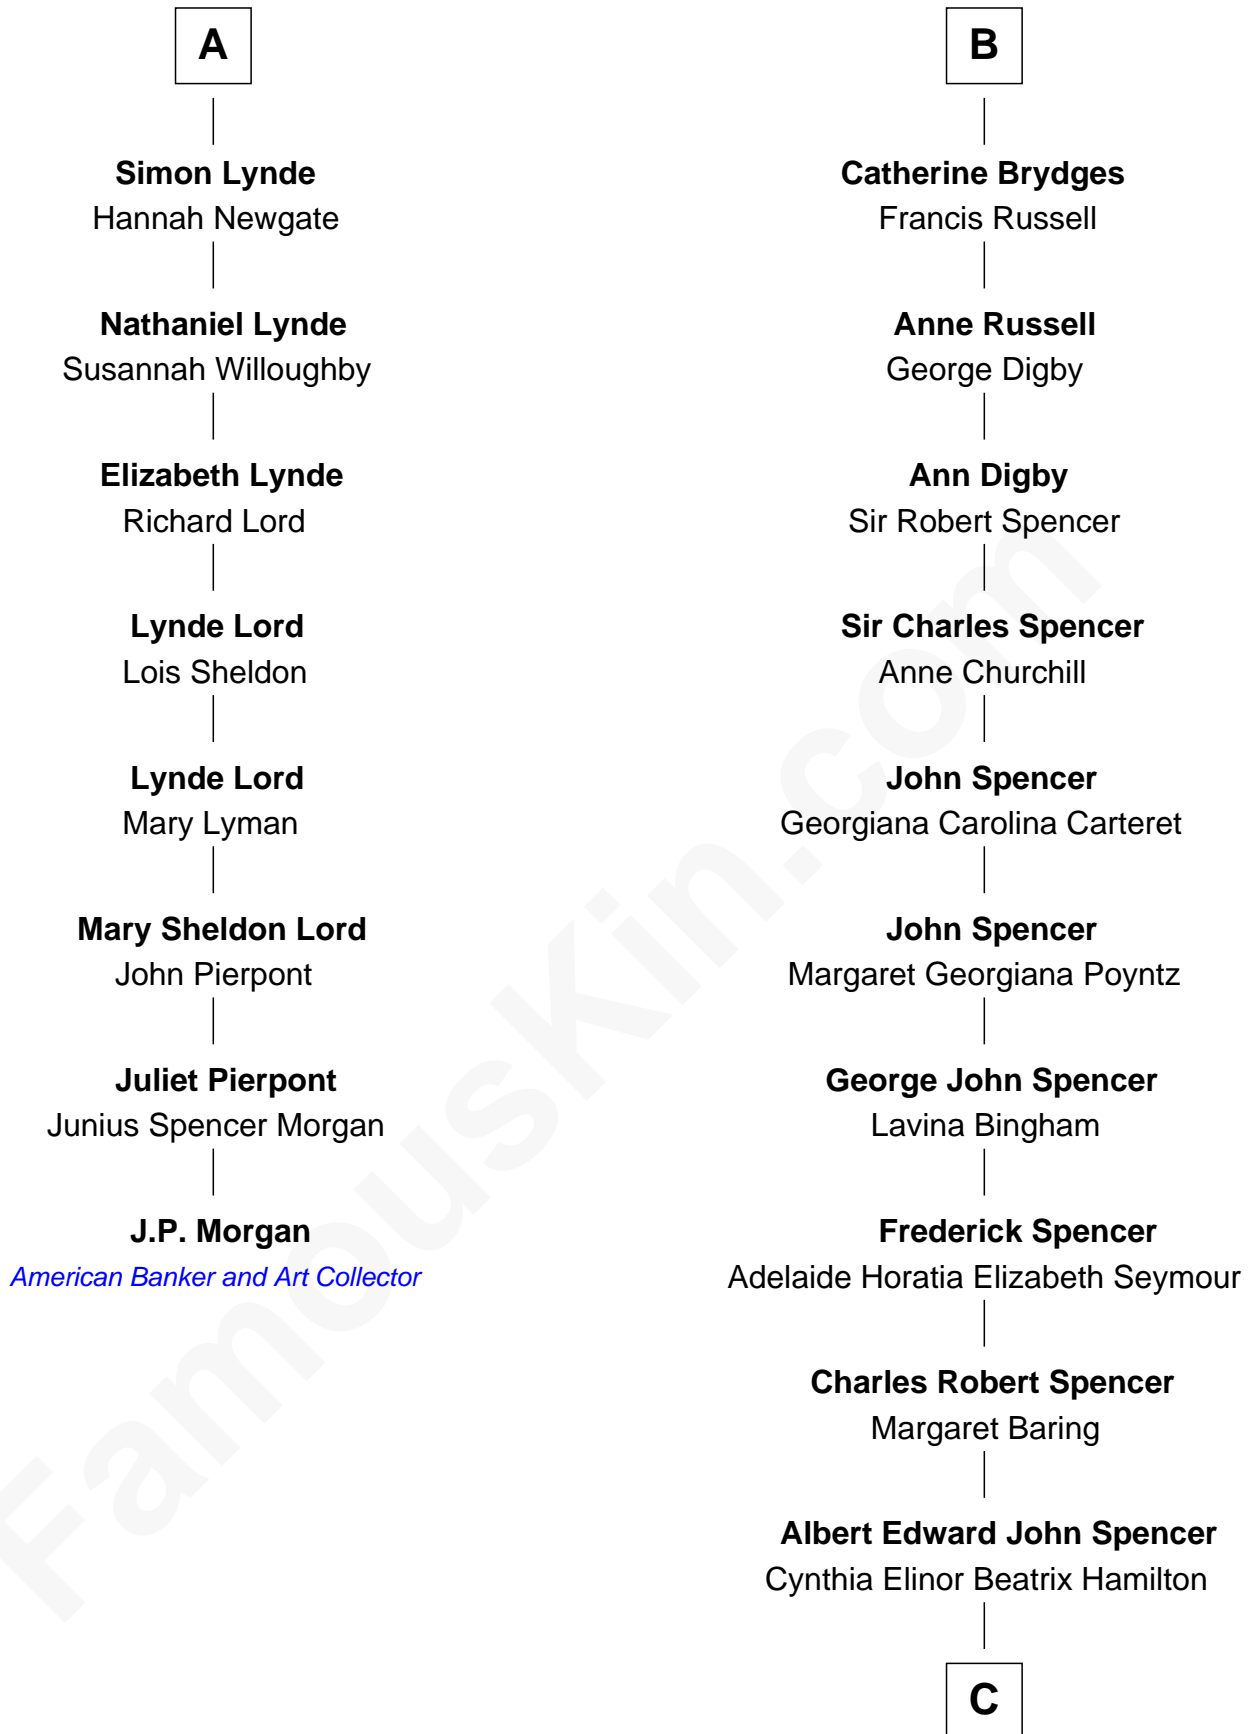 A
Simon Lynde
Hannah Newgate
Nathaniel Lynde
Susannah Willoughby
Elizabeth Lynde
Richard Lord
Lynde Lord
Lois Sheldon
Lynde Lord
Mary Lyman
Mary Sheldon Lord
John Pierpont
Juliet Pierpont
Junius Spencer Morgan
J.P. Morgan
American Banker and Art Collector
B
Catherine Brydges
Francis Russell
Anne Russell
George Digby
Ann Digby
Sir Robert Spencer
Sir Charles Spencer
Anne Churchill
John Spencer
Georgiana Carolina Carteret
John Spencer
Margaret Georgiana Poyntz
George John Spencer
Lavina Bingham
Frederick Spencer
Adelaide Horatia Elizabeth Seymour
Charles Robert Spencer
Margaret Baring
Albert Edward John Spencer
Cynthia Elinor Beatrix Hamilton
C
FamousKin.com